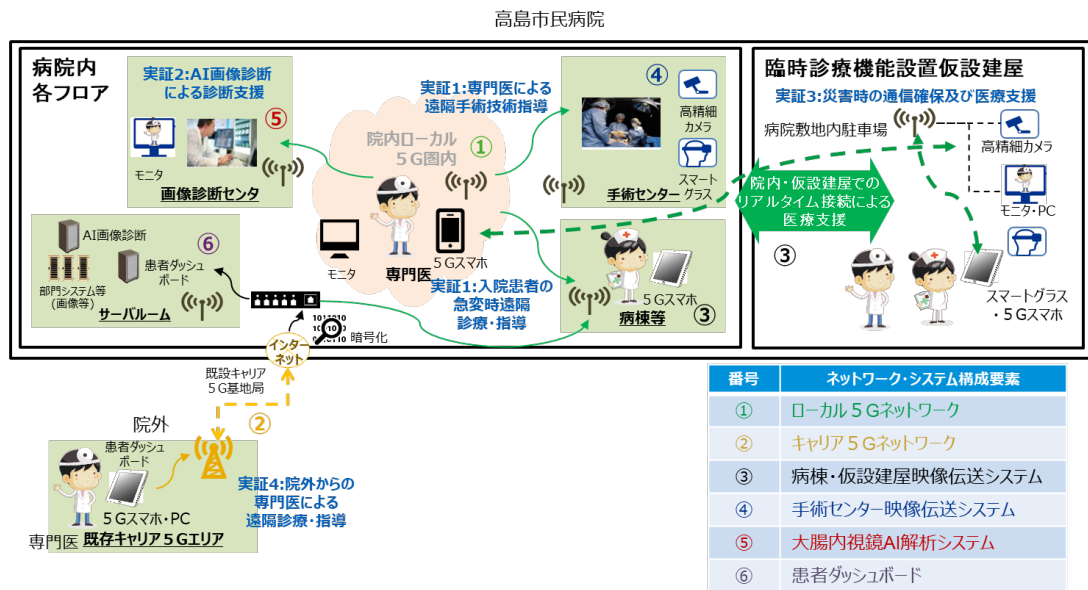 高島市民病院
病院内
各フロア
実証2:AI画像診断
による診断支援
⑤
モニタ
画像診断センタ
院内ローカル
5G圏内
①
実証1:専門医による
遠隔手術技術指導
④
高精細
カメラ
スマート
グラス
手術センター
専門医
5Gスマホ
モニタ
AI画像診断
⑥
患者ダッシュ
ボード
部門システム等
(画像等)
サーバルーム
実証1:入院患者の
急変時遠隔
診療・指導
5Gスマホ
病棟等
③
暗号化
インター
ネット
既設キャリア
5G基地局
②
院外
患者ダッシュ
ボード
5Gスマホ・PC
専門医
既存キャリア5Gエリア
実証4:院外からの
専門医による
遠隔診療・指導
臨時診療機能設置仮設建屋
実証3:災害時の通信確保及び医療支援
病院敷地内駐車場
高精細カメラ
モニタ・PC
院内・仮設建屋での
リアルタイム接続による
医療支援
③
スマートグラス
・5Gスマホ
番号 ネットワーク・システム構成要素
① ローカル5Gネットワーク
② キャリア5Gネットワーク
③ 病棟・仮設建屋映像伝送システム
④ 手術センター映像伝送システム
⑤ 大腸内視鏡AI解析システム
⑥ 患者ダッシュボード